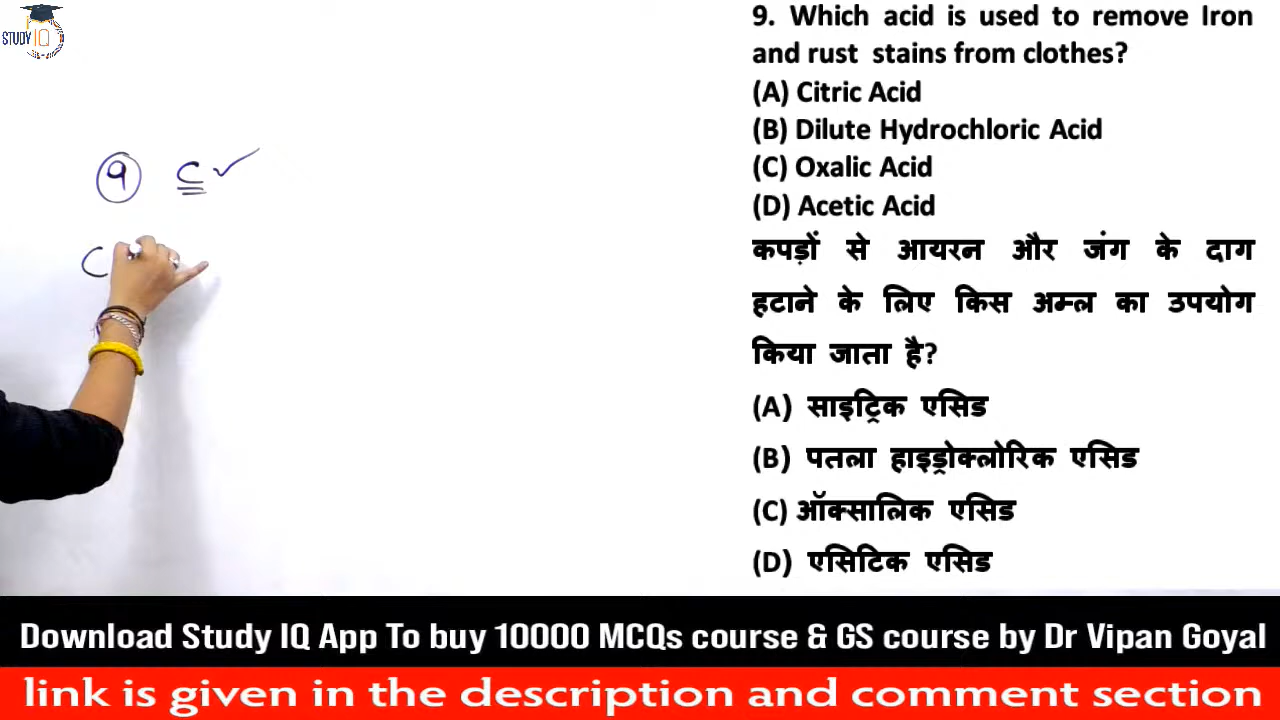 STUDY IQ
9. Which acid is used to remove Iron
and rust stains from clothes?
(A) Citric Acid
(B) Dilute Hydrochloric Acid
(C) Oxalic Acid
(D) Acetic Acid
कपड़ों से आयरन और जंग के दाग
हटाने के लिए किस अम्ल का उपयोग
किया जाता है?
(A) साइट्रिक एसिड
(B) पतला हाइड्रोक्लोरिक एसिड
(C) ऑक्सालिक एसिड
(D) एसिटिक एसिड
9 C ✓
C
Download Study IQ App To buy 10000 MCQs course & GS course by Dr Vipan Goyal
link is given in the description and comment section